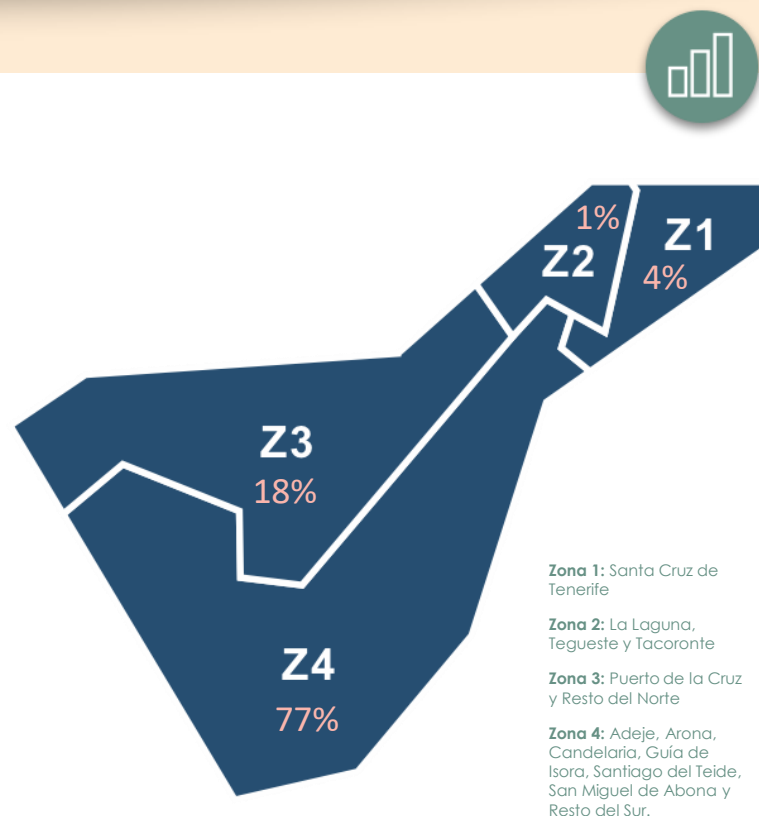 1%
Z2
Z1
4%
Z3
18%
Z4
77%
Zona 1: Santa Cruz de
Tenerife
Zona 2: La Laguna,
Tegueste y Tacoronte
Zona 3: Puerto de la Cruz
y Resto del Norte
Zona 4: Adeje, Arona,
Candelaria, Guía de
Isora, Santiago del Teide,
San Miguel de Abona y
Resto del Sur.